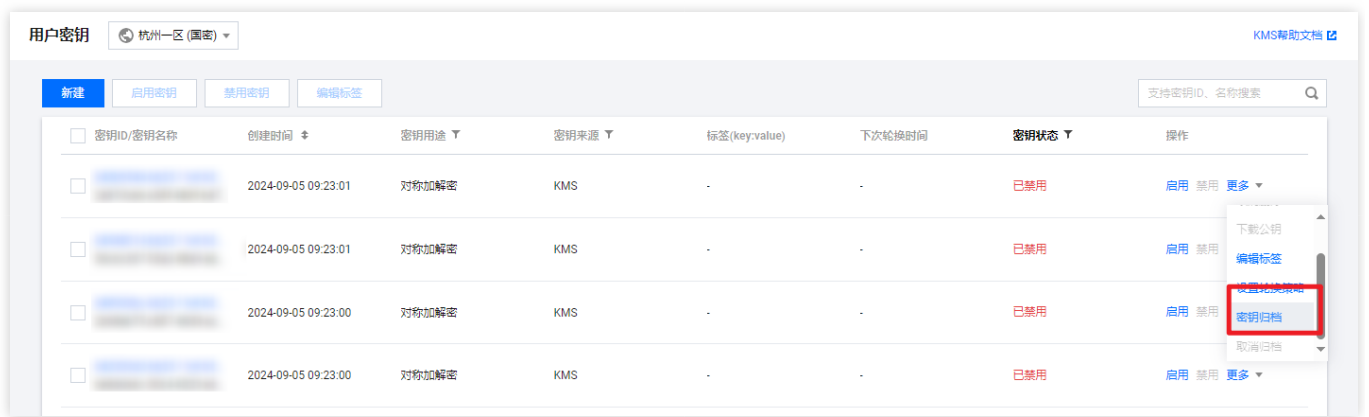 用户密钥 杭州一区 (国密) KMS帮助文档
新建 启用密钥 禁用密钥 编辑标签 支持密钥ID、名称搜索
密钥ID/密钥名称 创建时间 密钥用途 密钥来源 标签(key:value) 下次轮换时间 密钥状态 操作
2024-09-05 09:23:01 对称加解密 KMS - - 已禁用 启用 禁用 更多
下载公钥
2024-09-05 09:23:01 对称加解密 KMS - - 已禁用 启用 禁用
编辑标签
设置轮换策略
2024-09-05 09:23:00 对称加解密 KMS - - 已禁用 启用 禁用
密钥归档
取消归档
2024-09-05 09:23:00 对称加解密 KMS - - 已禁用 启用 禁用 更多